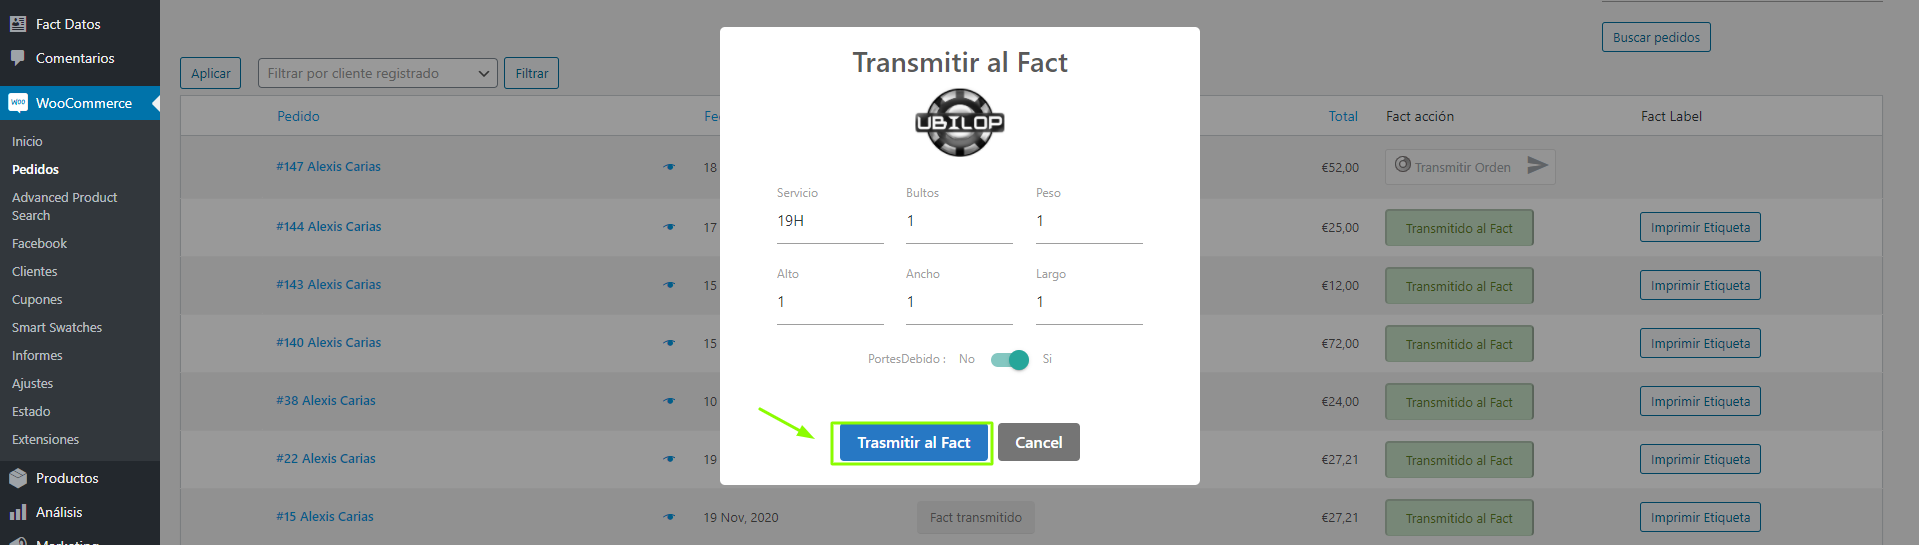 Fact Datos
Comentarios
WooCommerce
Inicio
Pedidos
Advanced Product
Search
Facebook
Clientes
Cupones
Smart Swatches
Informes
Ajustes
Estado
Extensiones
Productos
Análisis
Buscar pedidos
Aplicar
Filtrar por cliente registrado
Filtrar
Pedido Total Fact acción Fact Label
#147 Alexis Carias 18 €52,00 Transmitir Orden
#144 Alexis Carias 17 €25,00 Transmitido al Fact Imprimir Etiqueta
#143 Alexis Carias 15 €12,00 Transmitido al Fact Imprimir Etiqueta
#140 Alexis Carias 15 €72,00 Transmitido al Fact Imprimir Etiqueta
#38 Alexis Carias 10 €24,00 Transmitido al Fact Imprimir Etiqueta
#22 Alexis Carias 19 €27,21 Transmitido al Fact Imprimir Etiqueta
#15 Alexis Carias 19 Nov, 2020 Fact transmitido €27,21 Transmitido al Fact Imprimir Etiqueta
Transmitir al Fact
UBILOP
Servicio Bultos Peso
19H 1 1
Alto Ancho Largo
1 1 1
PortesDebido : No Si
Trasmitir al Fact Cancel